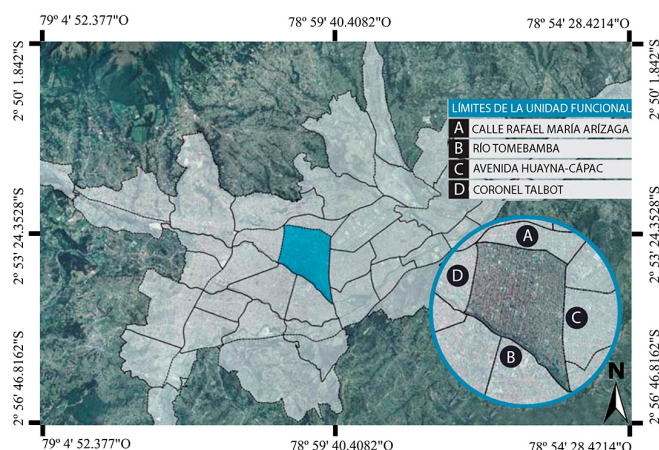 79º 4' 52.377"O
78º 59' 40.4082"O
78º 54' 28.4214"O
2º 50' 1.842"S
2º 50' 1.842"S
LÍMITES DE LA UNIDAD FUNCIONAL
A CALLE RAFAEL MARÍA ARÍZAGA
B RÍO TOMEBAMBA
C AVENIDA HUAYNA-CÁPAC
D CORONEL TALBOT
2º 53' 24.3528"S
2º 53' 24.3528"S
A
D
C
B
N
2º 56' 46.8162"S
2º 56' 46.8162"S
79º 4' 52.377"O
78º 59' 40.4082"O
78º 54' 28.4214"O